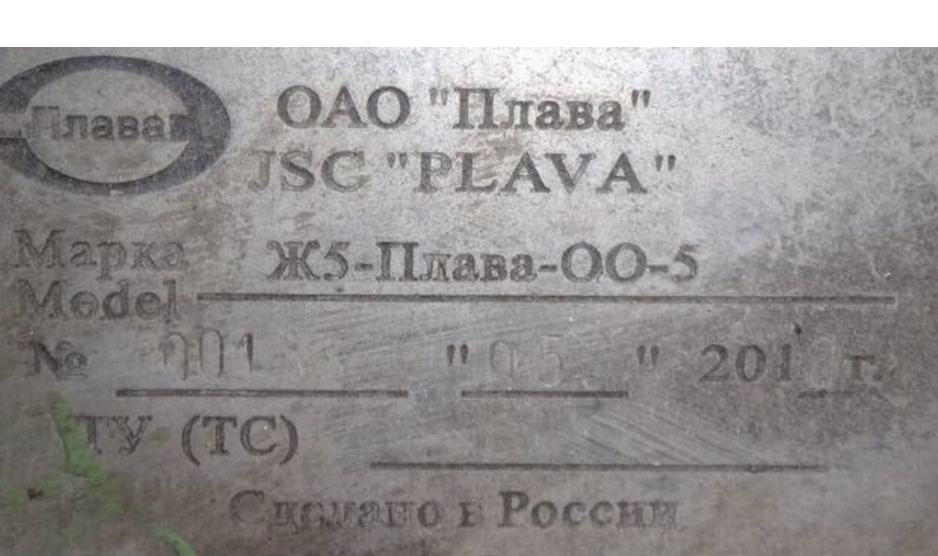 Плава
ОАО "Плава"
JSC "PLAVA"
Марка
Model Ж5-Плава-ОО-5
№ 001 "05" 201 г.
ТУ (ТС)
Сделано в России